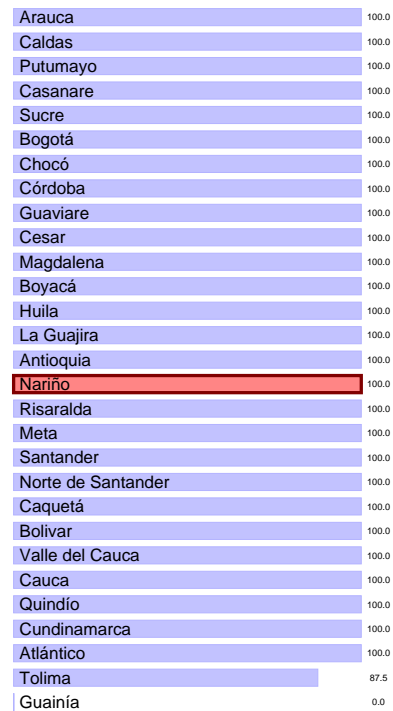 Arauca 100.0
Caldas 100.0
Putumayo 100.0
Casanare 100.0
Sucre 100.0
Bogotá 100.0
Chocó 100.0
Córdoba 100.0
Guaviare 100.0
Cesar 100.0
Magdalena 100.0
Boyacá 100.0
Huila 100.0
La Guajira 100.0
Antioquia 100.0
Nariño 100.0
Risaralda 100.0
Meta 100.0
Santander 100.0
Norte de Santander 100.0
Caquetá 100.0
Bolivar 100.0
Valle del Cauca 100.0
Cauca 100.0
Quindío 100.0
Cundinamarca 100.0
Atlántico 100.0
Tolima 87.5
Guainía 0.0